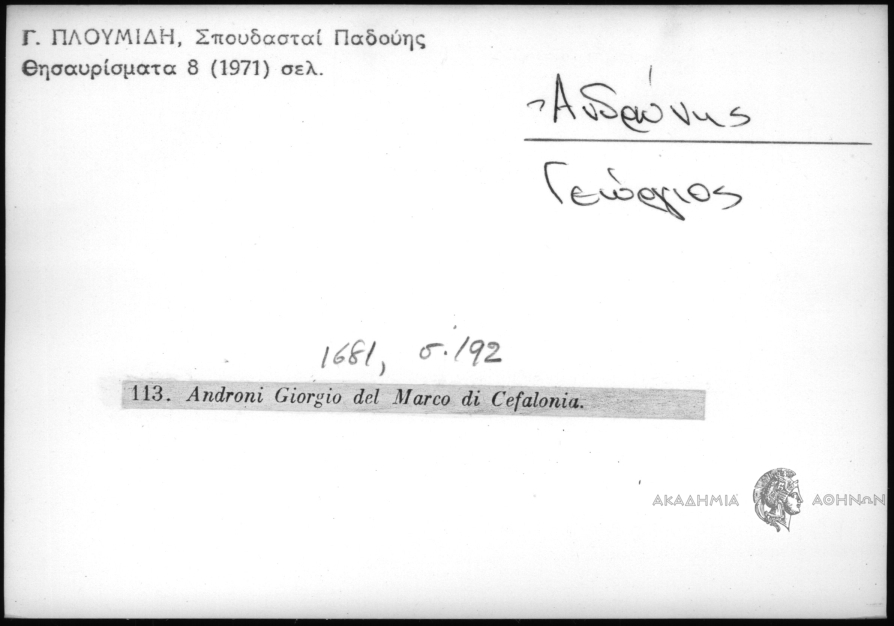 Γ. ΠΛΟΥΜΙΔΗ, Σπουδασταί Παδούης
Θησαυρίσματα 8 (1971) σελ.
Ἀνδρώνης
Γεώργιος
1681, σ. 192
113. Androni Giorgio del Marco di Cefalonia.
ΑΚΑΔΗΜΙΑ ΑΘΗΝΩΝ